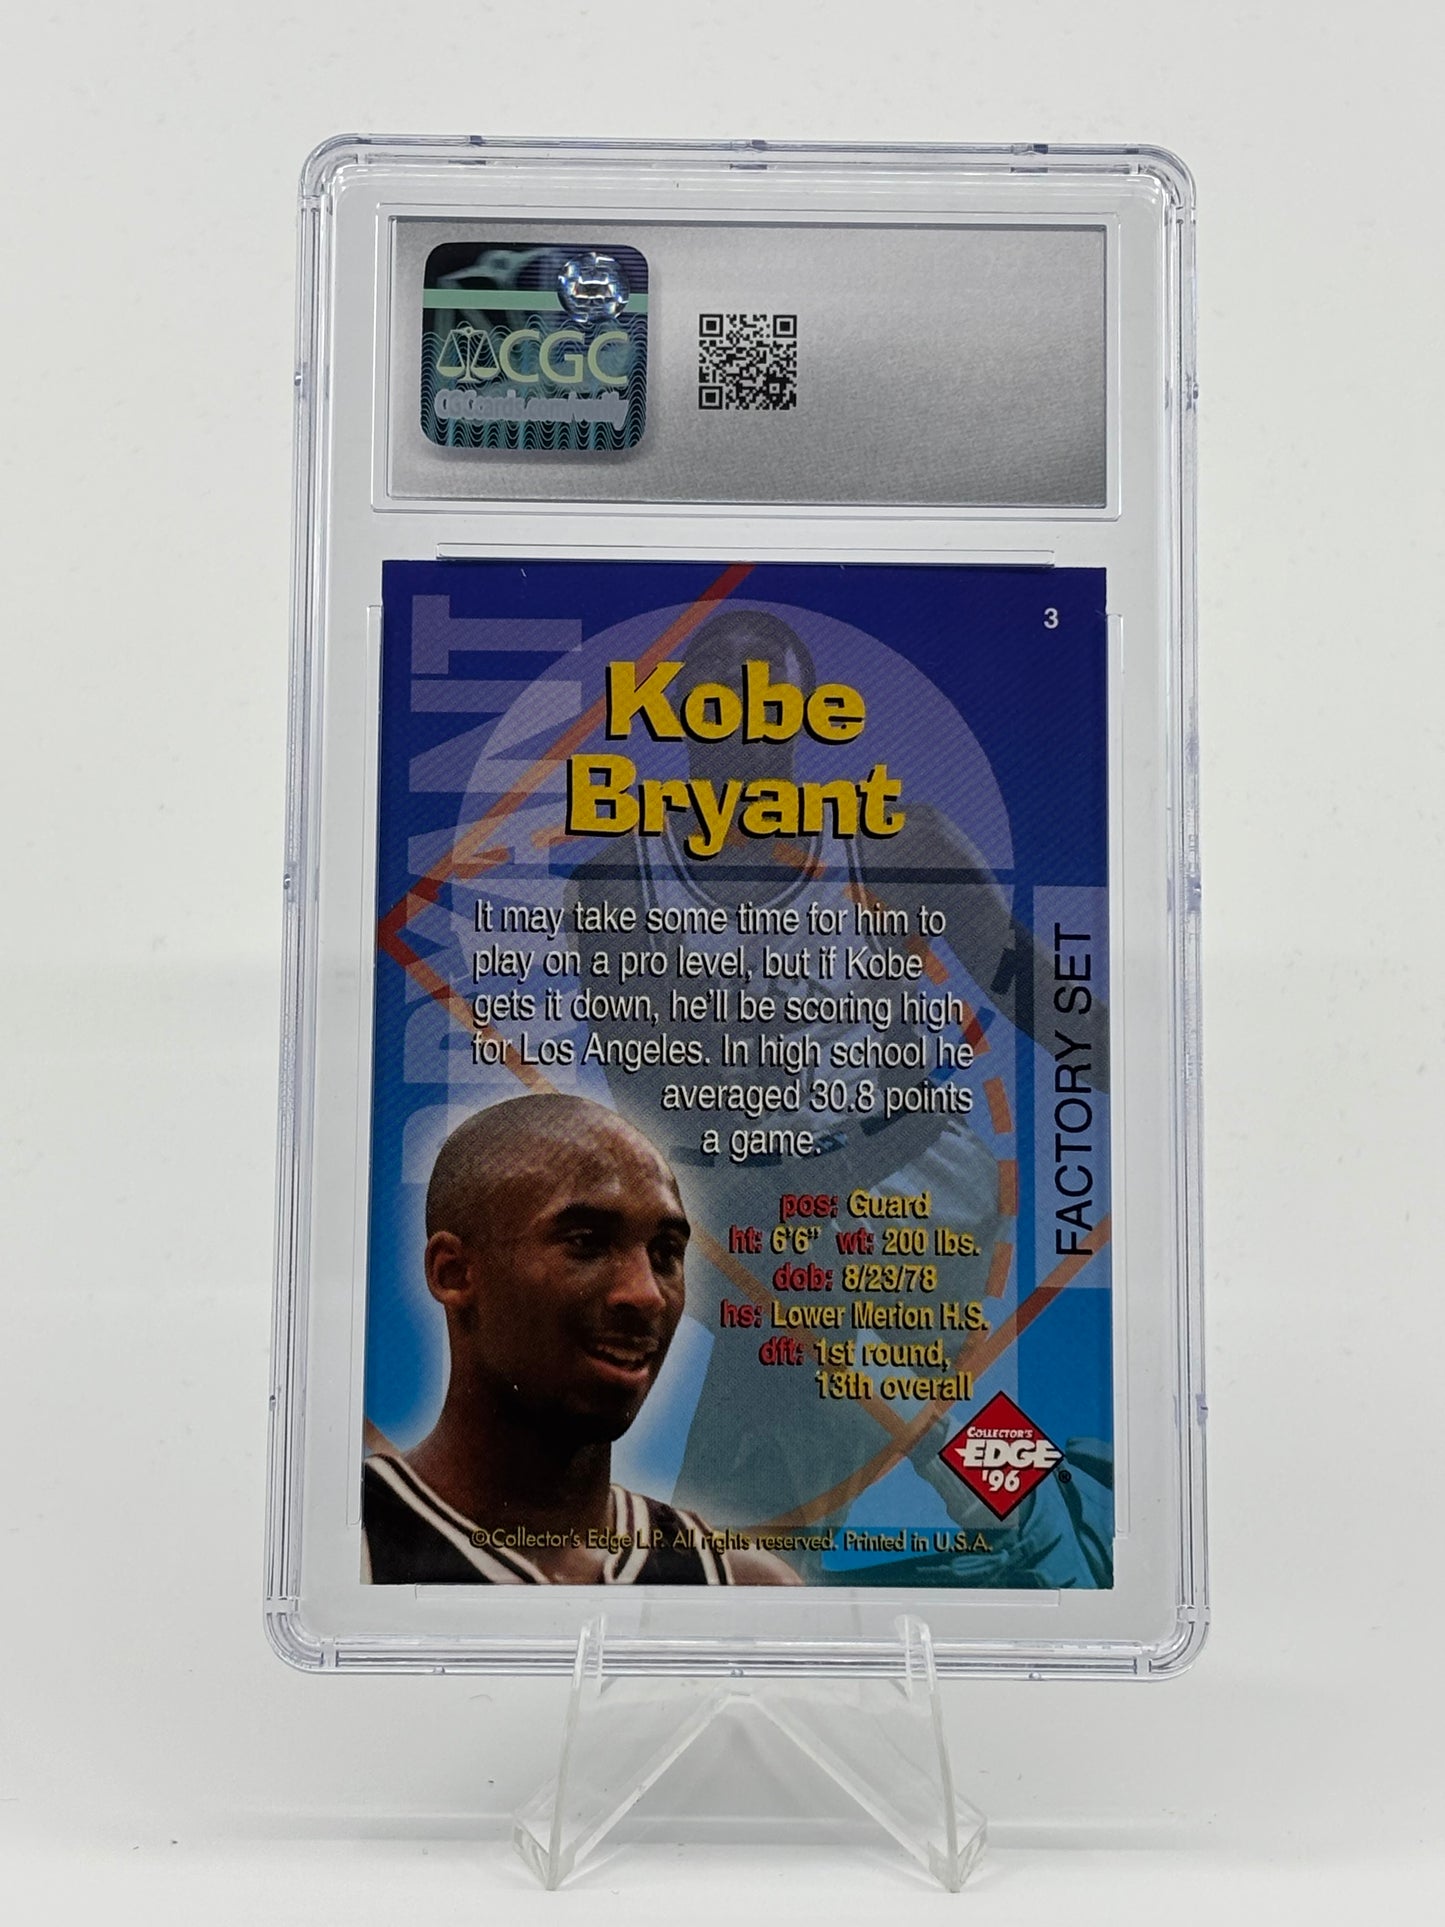 CGC
CGCcards.com/verify
3
BRYANT
Kobe
Bryant
It may take some time for him to
play on a pro level, but if Kobe
gets it down, he'll be scoring high
for Los Angeles. In high school he
averaged 30.8 points
a game.
FACTORY SET
pos: Guard
ht: 6'6" wt: 200 lbs.
dob: 8/23/78
hs: Lower Merion H.S.
dft: 1st round,
13th overall
COLLECTOR'S
EDGE
'96
®
©Collector's Edge L.P. All rights reserved. Printed in U.S.A.